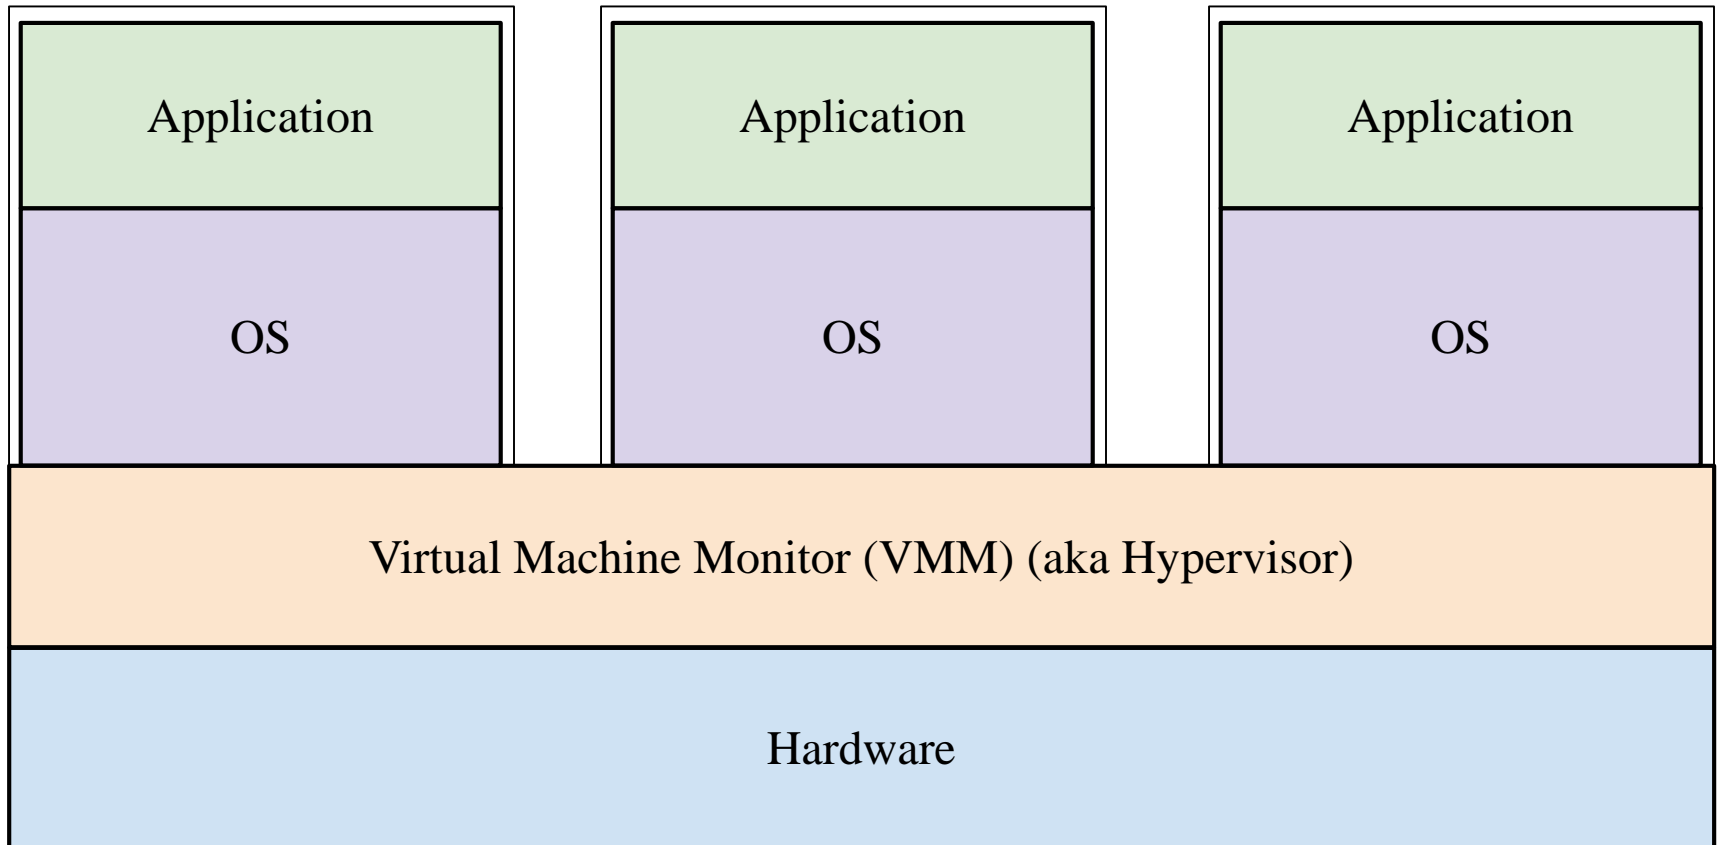 Application
Application
Application
OS
OS
OS
Virtual Machine Monitor (VMM) (aka Hypervisor)
Hardware